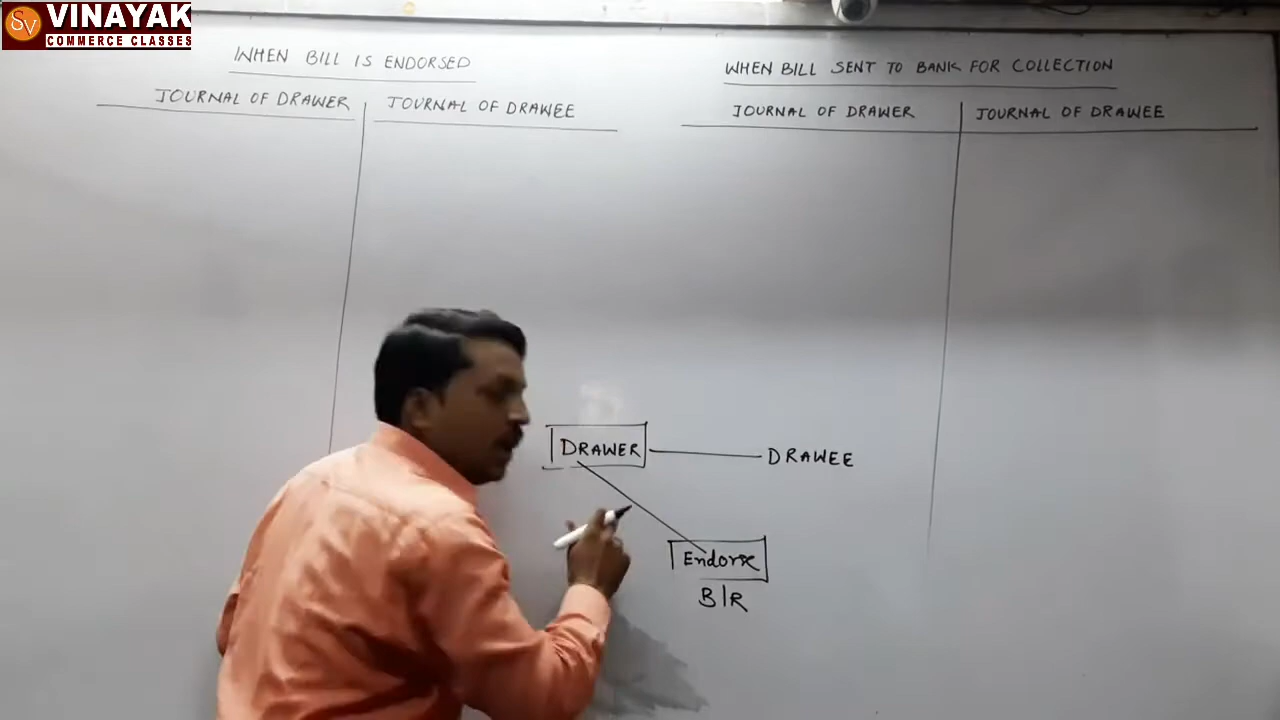 SV VINAYAK
COMMERCE CLASSES
WHEN BILL IS ENDORSED
JOURNAL OF DRAWER
JOURNAL OF DRAWEE
WHEN BILL SENT TO BANK FOR COLLECTION
JOURNAL OF DRAWER
JOURNAL OF DRAWEE
DRAWER
DRAWEE
Endorse
B/R